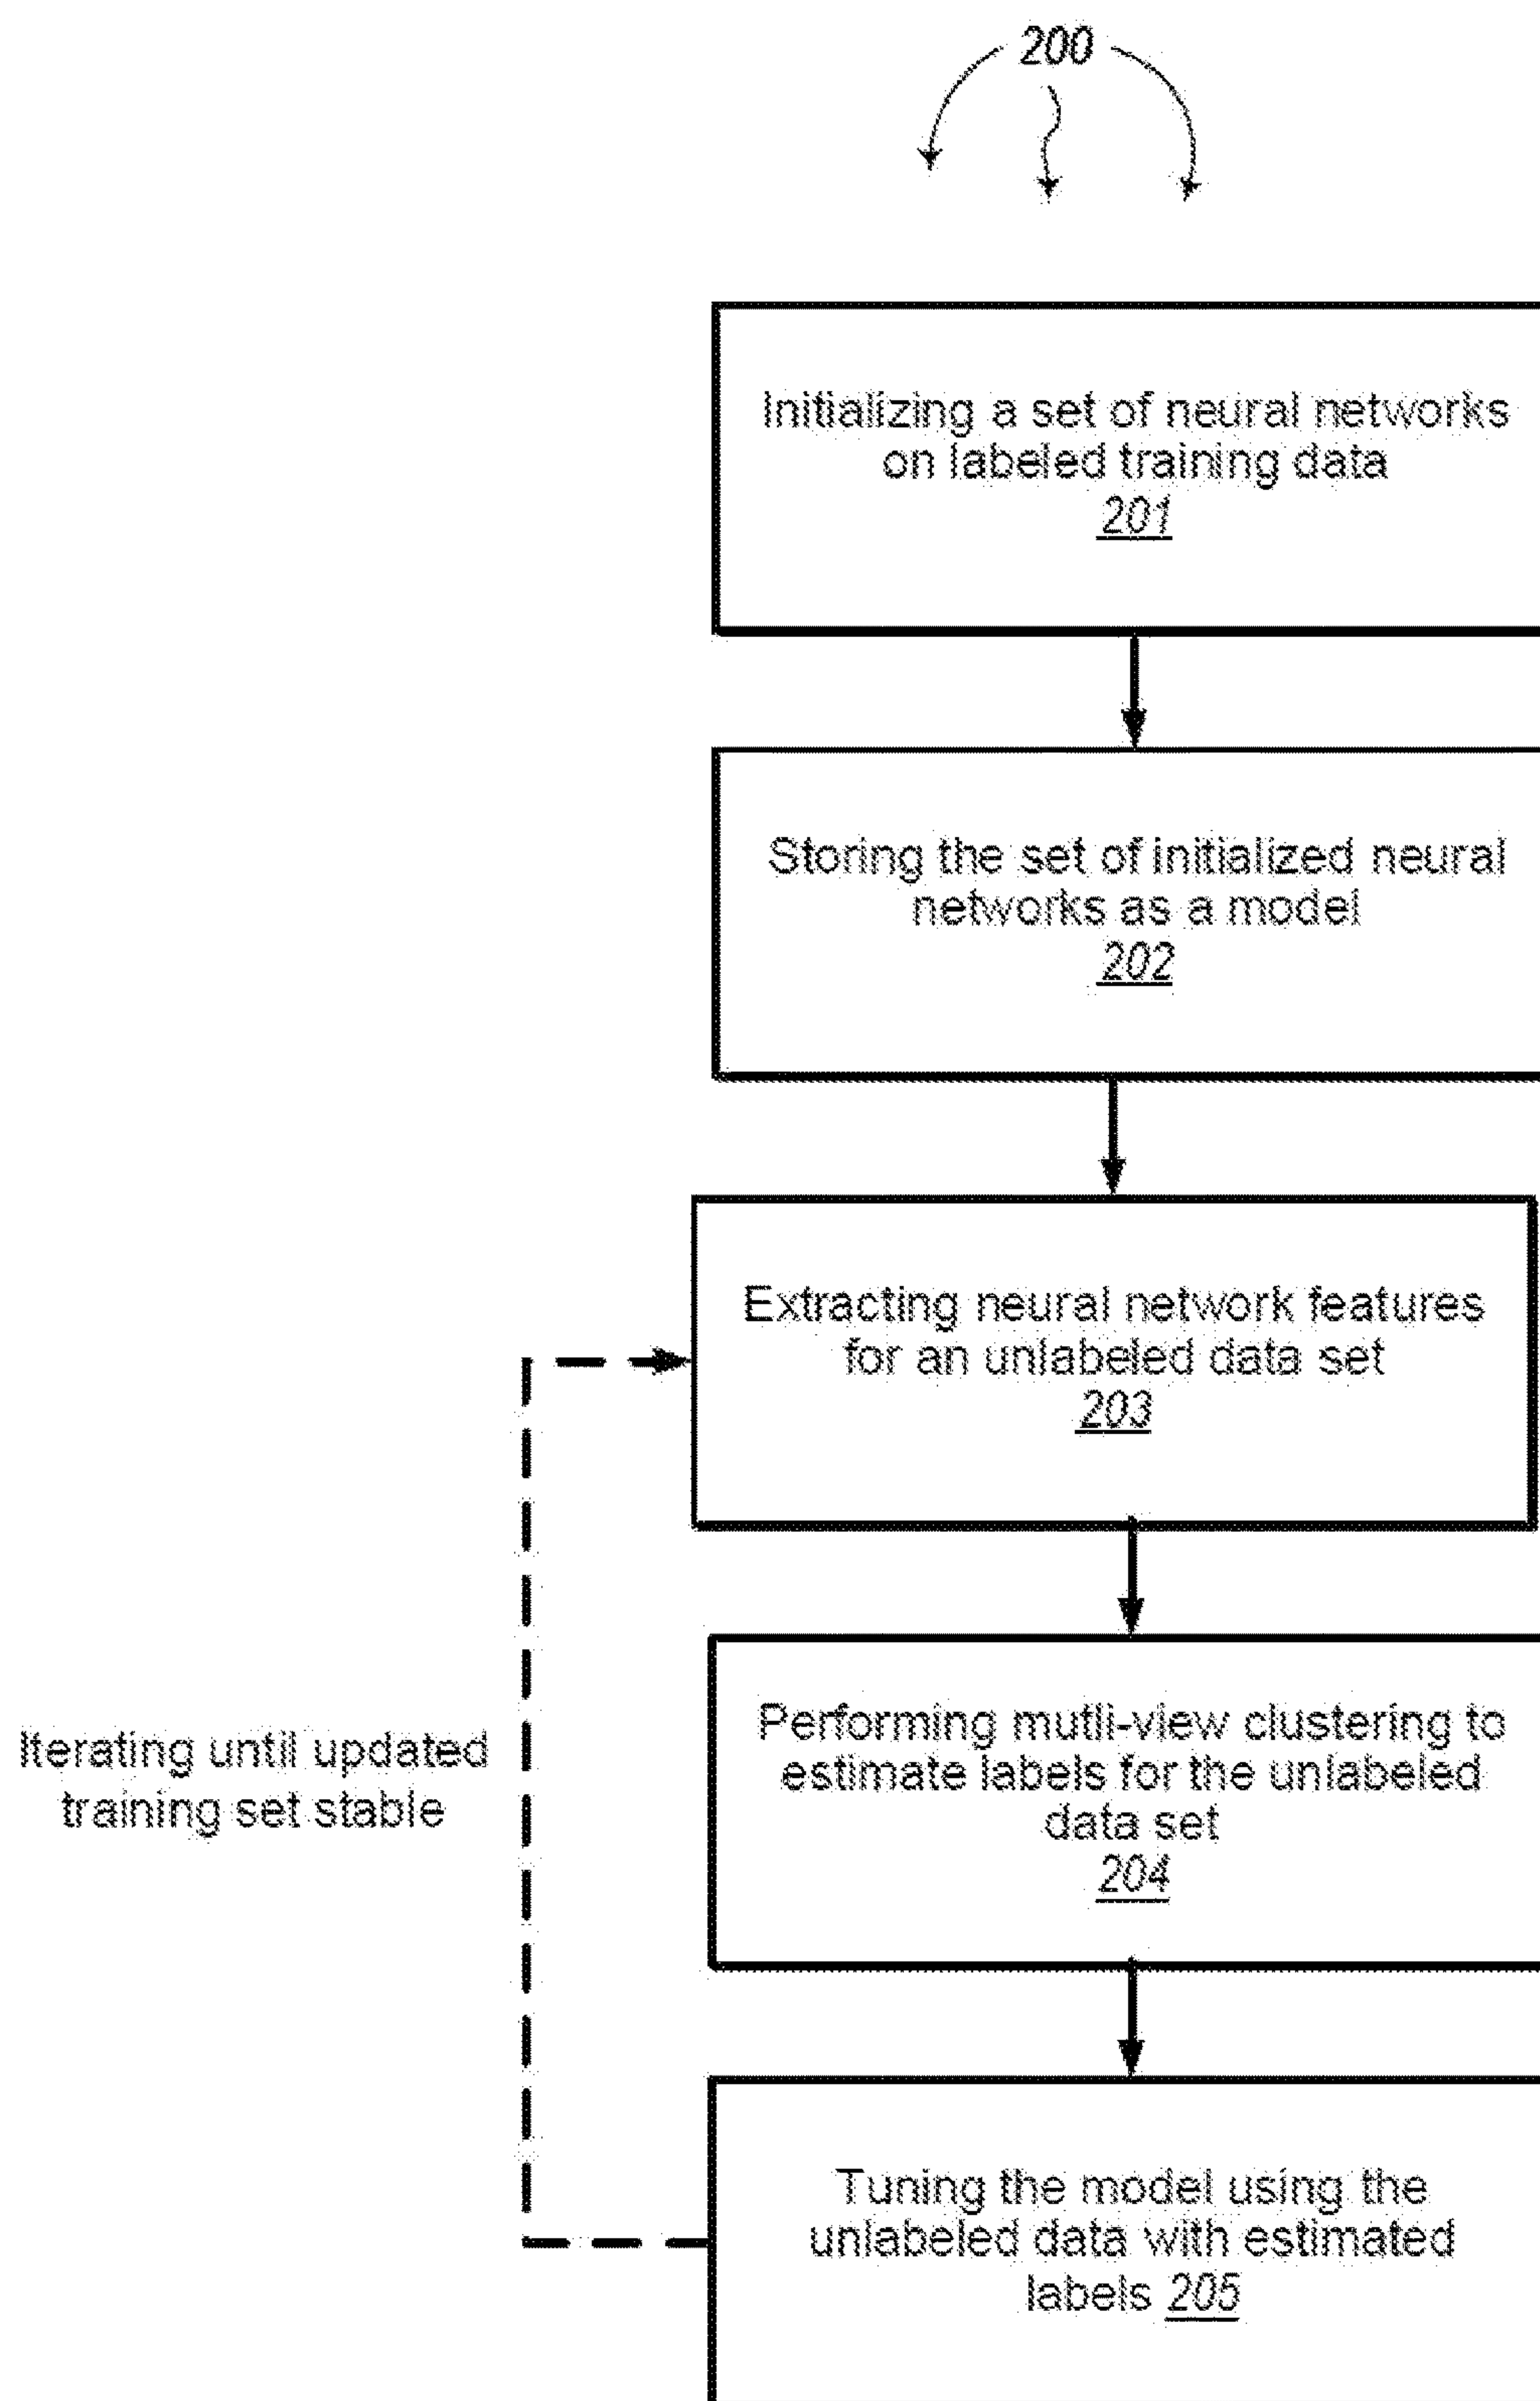 200
Initializing a set of neural networks
on labeled training data
201
Storing the set of initialized neural
networks as a model
202
Extracting neural network features
for an unlabeled data set
203
Performing mutli-view clustering to
estimate labels for the unlabeled
data set
204
Iterating until updated
training set stable
Tuning the model using the
unlabeled data with estimated
labels 205